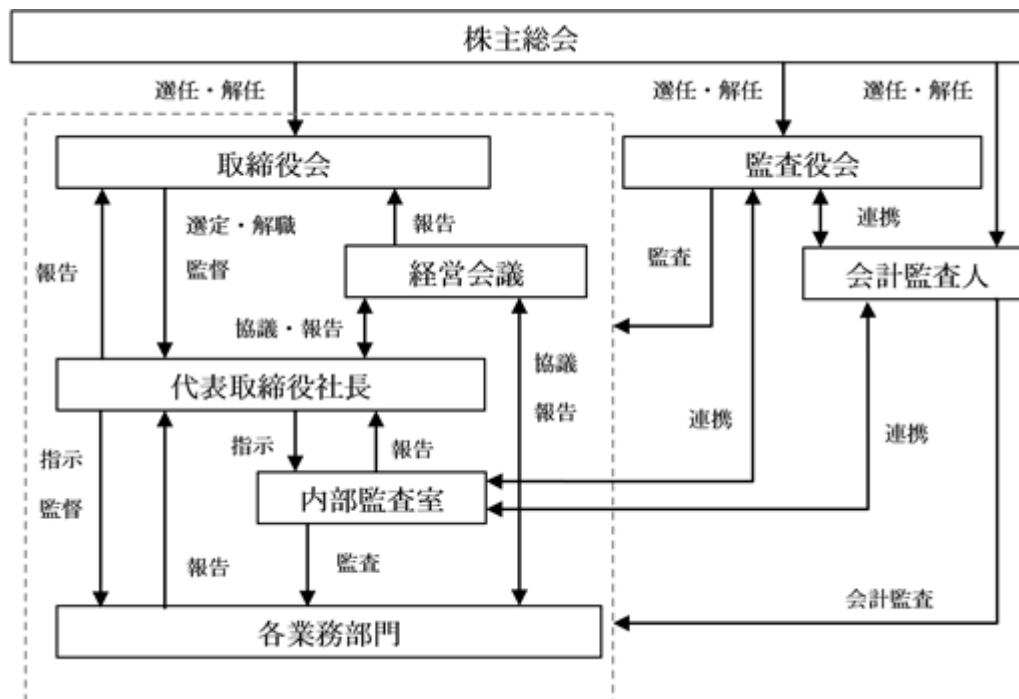 株主総会
選任・解任
選任・解任
選任・解任
取締役会
監査役会
選定・解職
監督
報告
連携
報告
経営会議
監査
会計監査人
協議・報告
代表取締役社長
協議
報告
指示
監督
指示
報告
連携
連携
内部監査室
報告
監査
会計監査
各業務部門